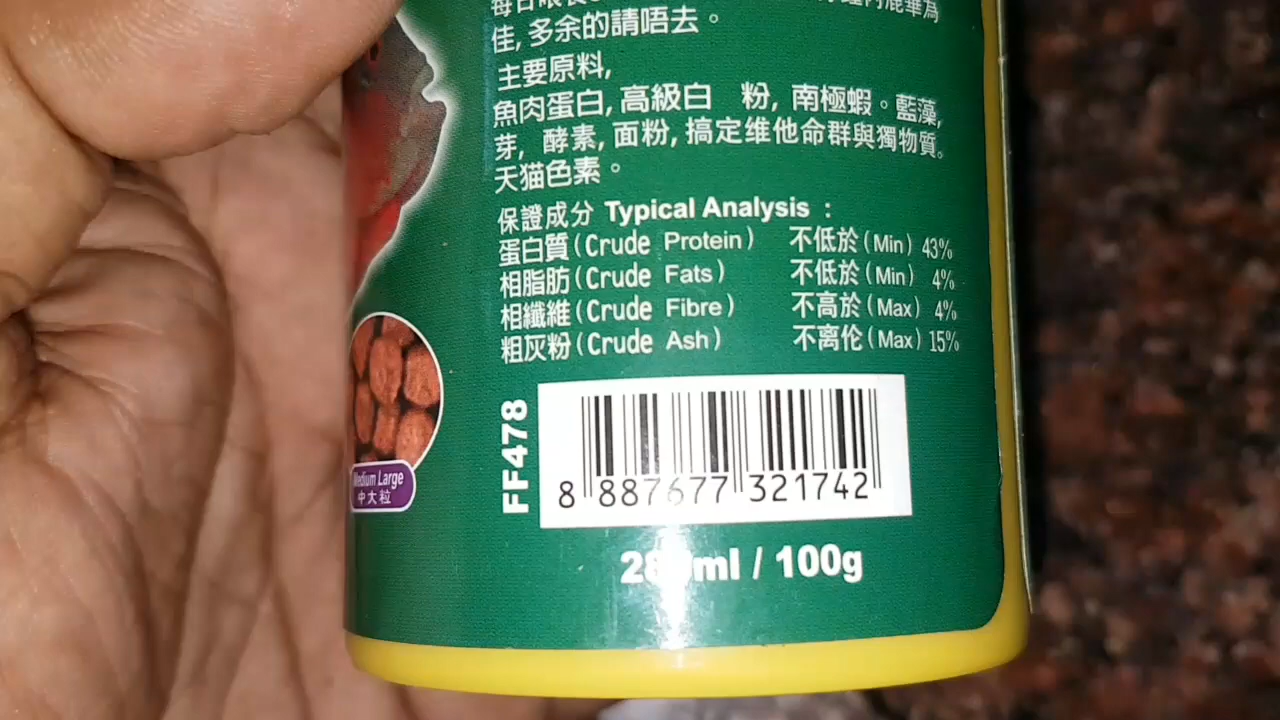 佳, 多余的請唔去。
主要原料,
魚肉蛋白, 高級白 粉, 南極蝦。藍藻,
芽, 酵素, 面粉, 搞定维他命群與獨物質。
天猫色素。
保證成分 Typical Analysis :
蛋白質 (Crude Protein) 不低於 (Min) 43%
相脂肪 (Crude Fats) 不低於 (Min) 4%
相纖維 (Crude Fibre) 不高於 (Max) 4%
粗灰粉 (Crude Ash) 不离伦 (Max) 15%
FF478
8 887677 321742
Medium Large
中大粒
ml / 100g